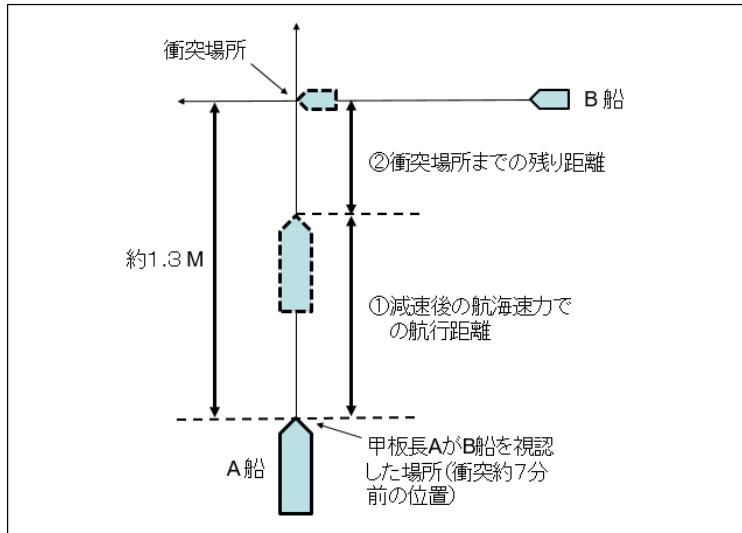 衝突場所
B 船
②衝突場所までの残り距離
約1.3 M
①減速後の航海速力で
の航行距離
甲板長AがB船を視認
した場所(衝突約7分
前の位置)
A 船